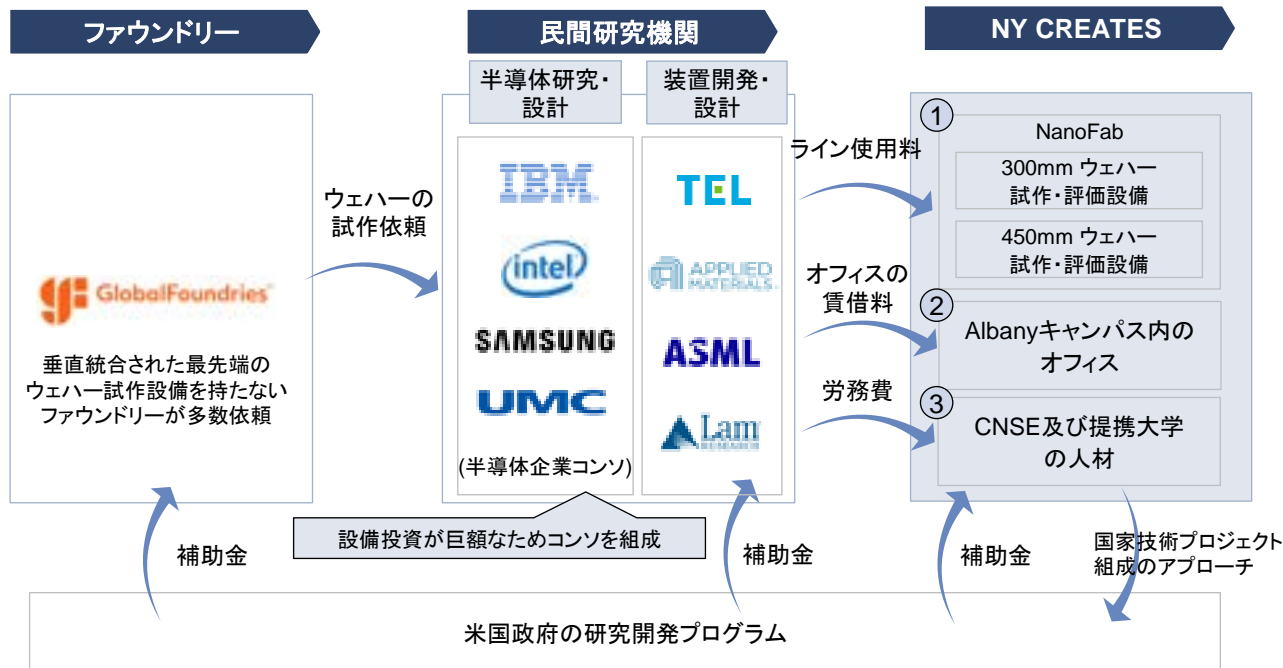 ファウンドリー
民間研究機関
NY CREATES
半導体研究・
設計
装置開発・
設計
GlobalFoundries
垂直統合された最先端の
ウェハー試作設備を持たない
ファウンドリーが多数依頼
ウェハーの
試作依頼
IBM
intel
SAMSUNG
UMC
(半導体企業コンソ)
TEL
APPLIED
MATERIALS
ASML
Lam
RESEARCH
設備投資が巨額なためコンソを組成
ライン使用料
オフィスの
賃借料
労務費
1
NanoFab
300mm ウェハー
試作・評価設備
450mm ウェハー
試作・評価設備
2
Albanyキャンパス内の
オフィス
3
CNSE及び提携大学
の人材
補助金
補助金
補助金
国家技術プロジェクト
組成のアプローチ
米国政府の研究開発プログラム